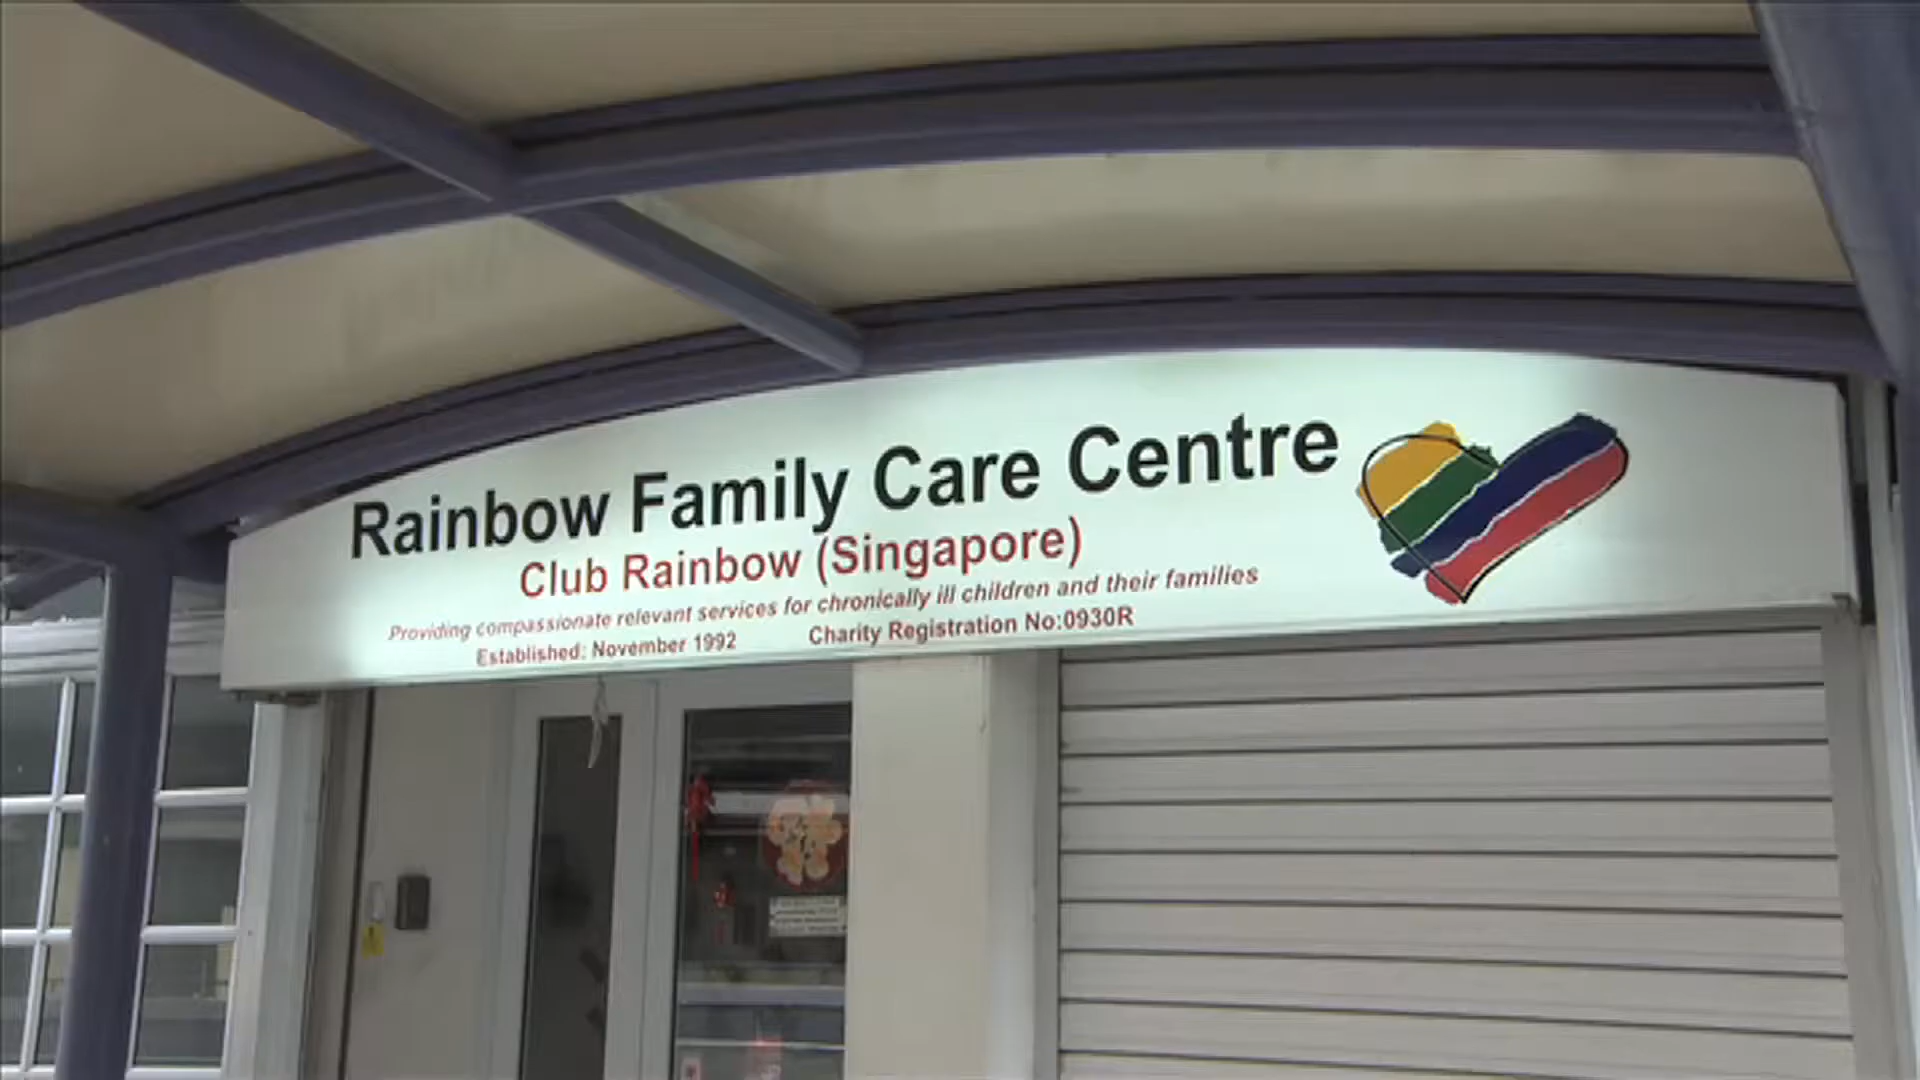 Rainbow Family Care Centre
Club Rainbow (Singapore)
Providing compassionate relevant services for chronically ill children and their families
Established: November 1992 Charity Registration No:0930R